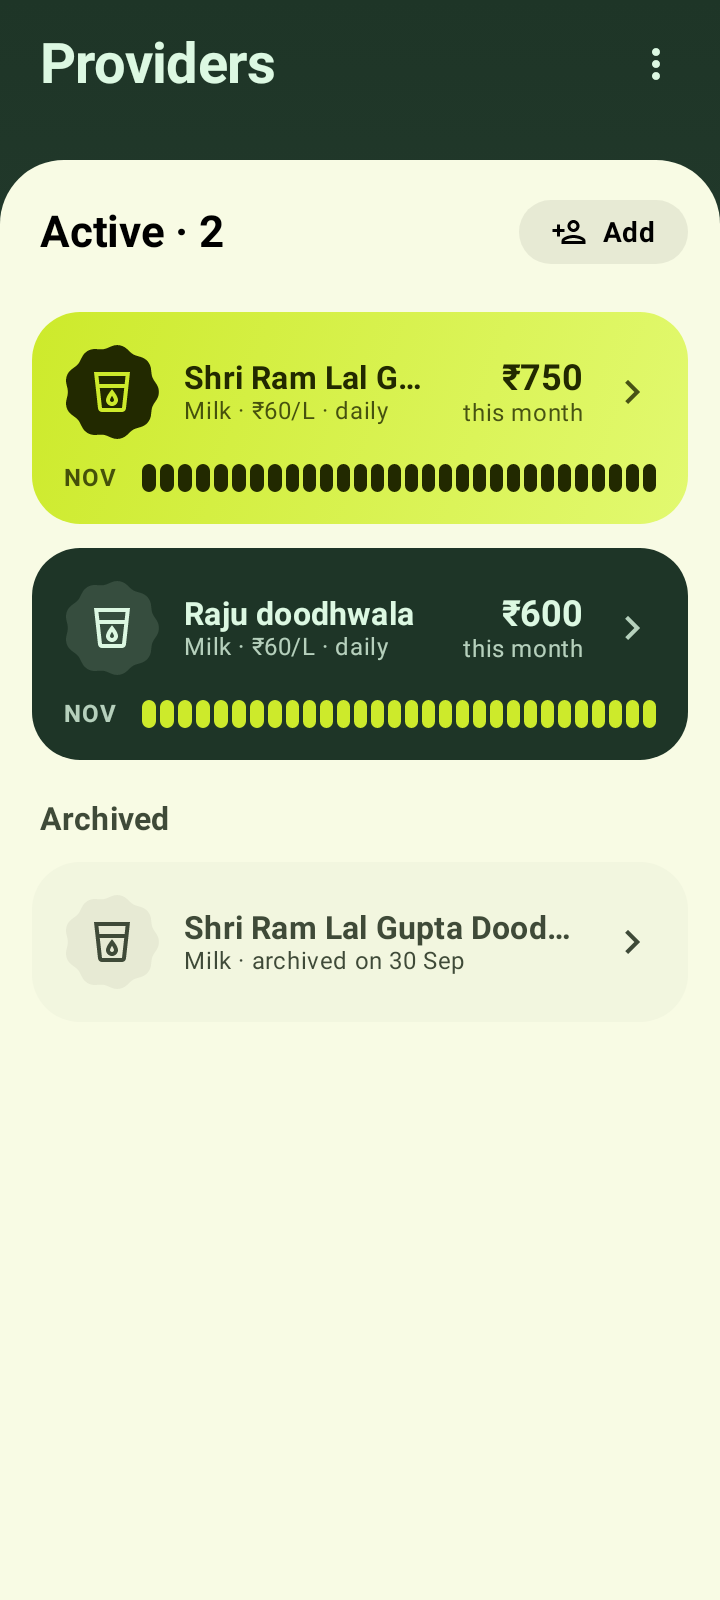 Providers
Active · 2
Add
Shri Ram Lal G...
₹750
Milk · ₹60/L · daily
this month
NOV
Raju doodhwala
₹600
Milk · ₹60/L · daily
this month
NOV
Archived
Shri Ram Lal Gupta Dood...
Milk · archived on 30 Sep